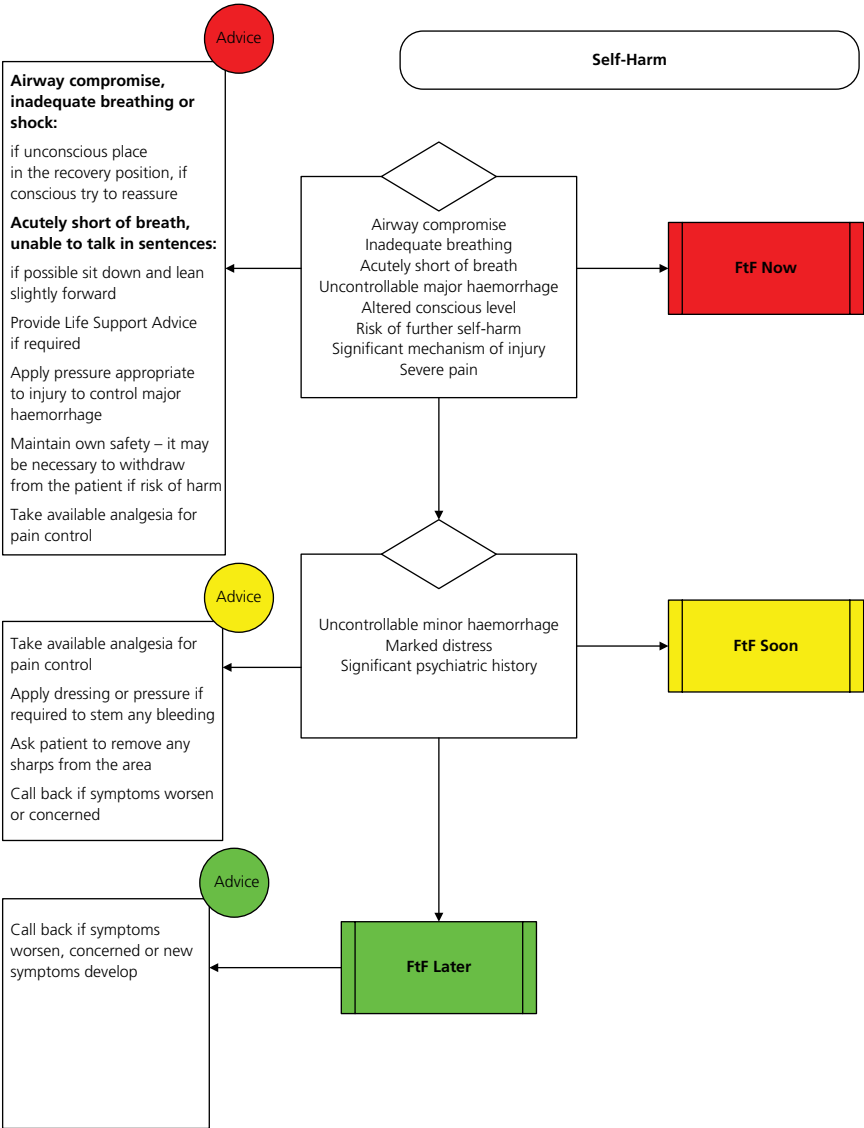 Self-Harm
Advice
Airway compromise,
inadequate breathing or
shock:
if unconscious place
in the recovery position, if
conscious try to reassure
Acutely short of breath,
unable to talk in sentences:
if possible sit down and lean
slightly forward
Provide Life Support Advice
if required
Apply pressure appropriate
to injury to control major
haemorrhage
Maintain own safety – it may
be necessary to withdraw
from the patient if risk of harm
Take available analgesia for
pain control
Airway compromise
Inadequate breathing
Acutely short of breath
Uncontrollable major haemorrhage
Altered conscious level
Risk of further self-harm
Significant mechanism of injury
Severe pain
FtF Now
Advice
Take available analgesia for
pain control
Apply dressing or pressure if
required to stem any bleeding
Ask patient to remove any
sharps from the area
Call back if symptoms worsen
or concerned
Uncontrollable minor haemorrhage
Marked distress
Significant psychiatric history
FtF Soon
Advice
Call back if symptoms
worsen, concerned or new
symptoms develop
FtF Later